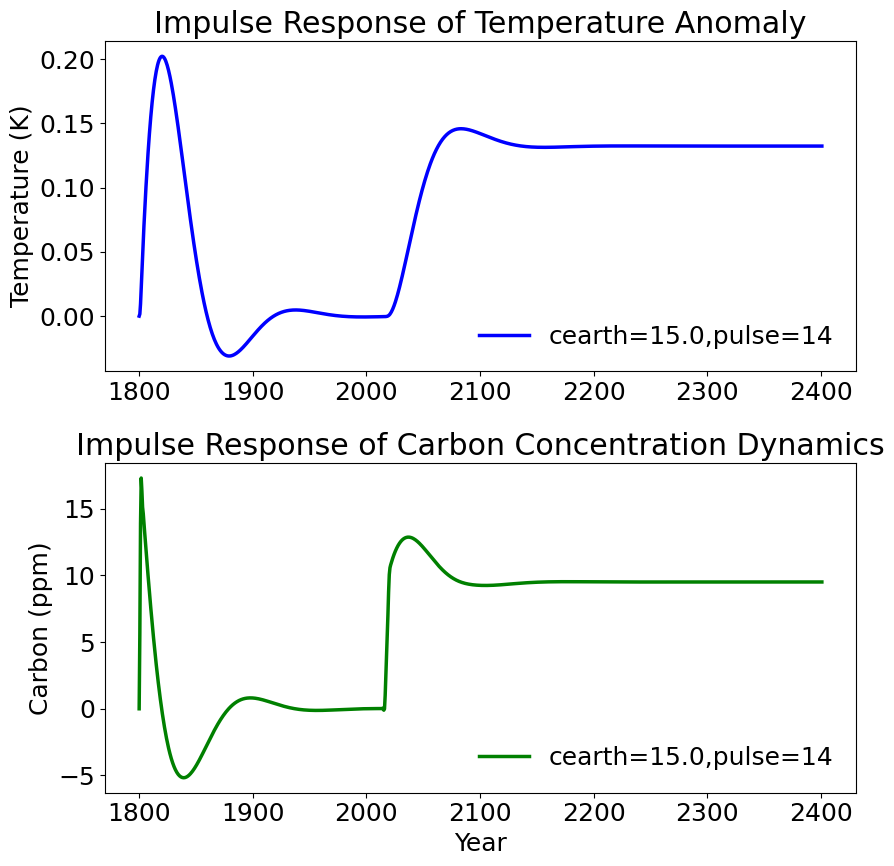 Impulse Response of Temperature Anomaly
Temperature (K)
0.20
0.15
0.10
0.05
0.00
cearth=15.0,pulse=14
1800 1900 2000 2100 2200 2300 2400
Impulse Response of Carbon Concentration Dynamics
Carbon (ppm)
15
10
5
0
−5
cearth=15.0,pulse=14
1800 1900 2000 2100 2200 2300 2400
Year